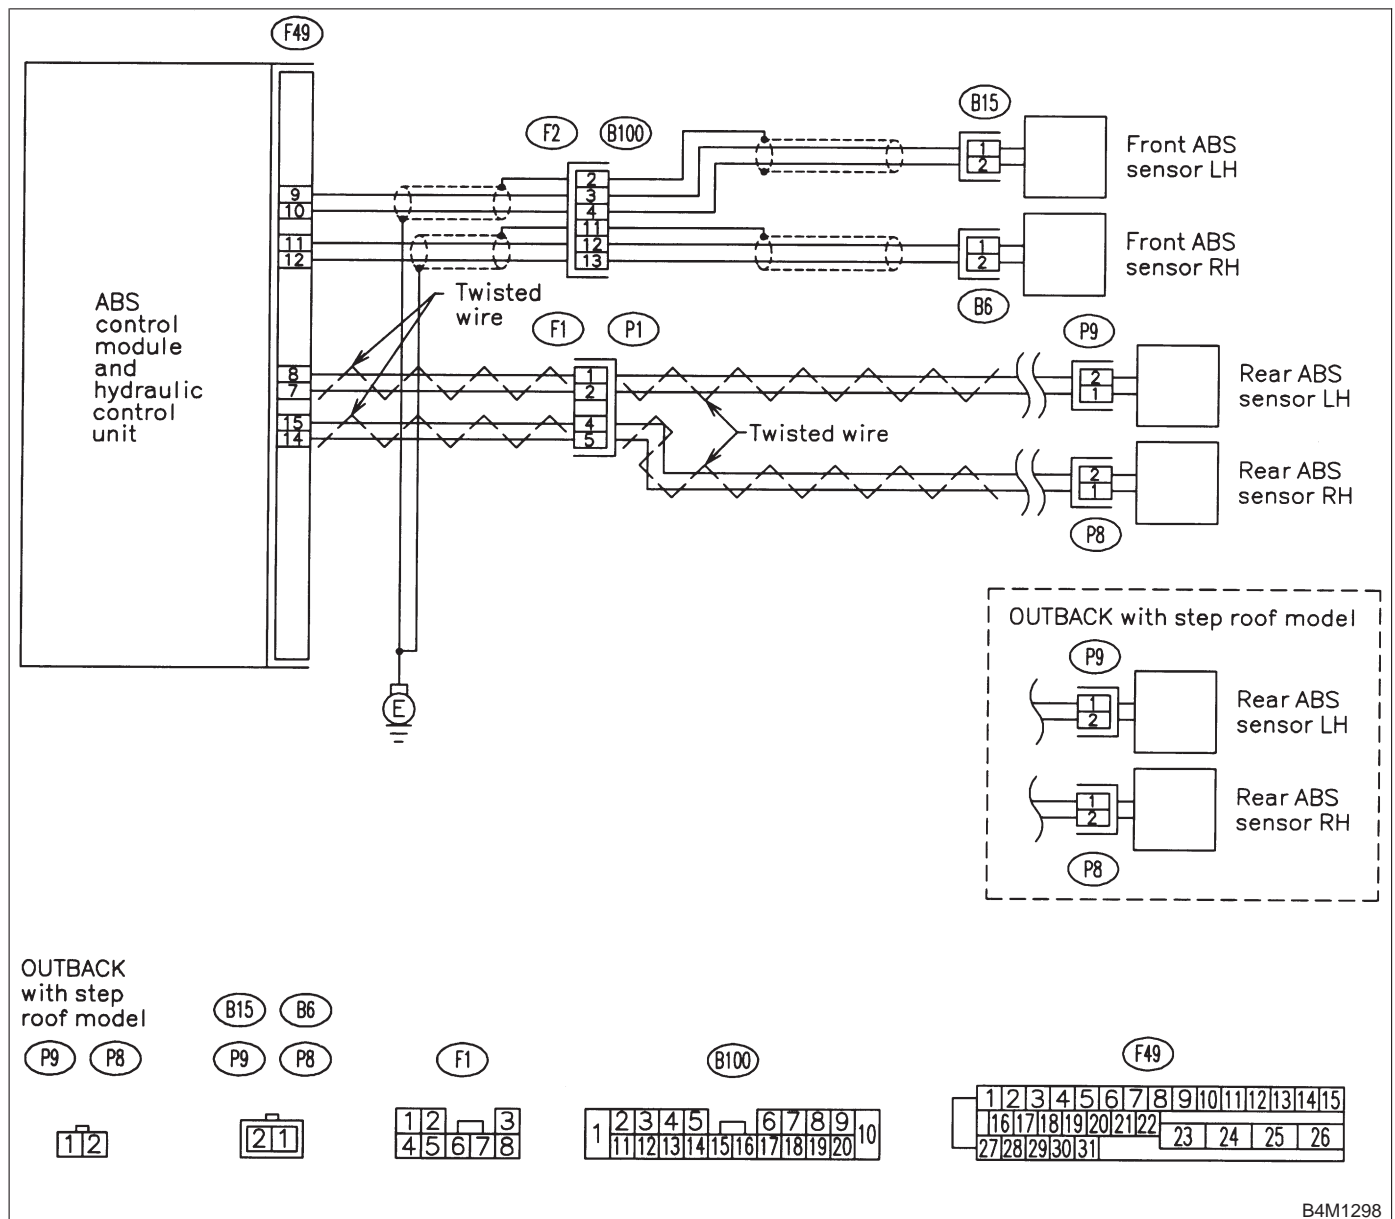 F49
B15
F2 B100
1
2
Front ABS
sensor LH
2
3
4
11
12
13
9
10
11
12
1
2
Front ABS
sensor RH
B6
ABS
control
module
and
hydraulic
control
unit
Twisted
wire
F1 P1
P9
8
7
15
14
1
2
4
5
2
1
Rear ABS
sensor LH
Twisted wire
2
1
Rear ABS
sensor RH
P8
E
OUTBACK with step roof model
P9
1
2
Rear ABS
sensor LH
1
2
Rear ABS
sensor RH
P8
OUTBACK
with step
roof model
P9 P8
1 2
B15 B6
P9 P8
2 1
F1
1 2 3
4 5 6 7 8
B100
1 2 3 4 5 6 7 8 9 10
11 12 13 14 15 16 17 18 19 20
F49
1 2 3 4 5 6 7 8 9 10 11 12 13 14 15
16 17 18 19 20 21 22 23 24 25 26
27 28 29 30 31
B4M1298